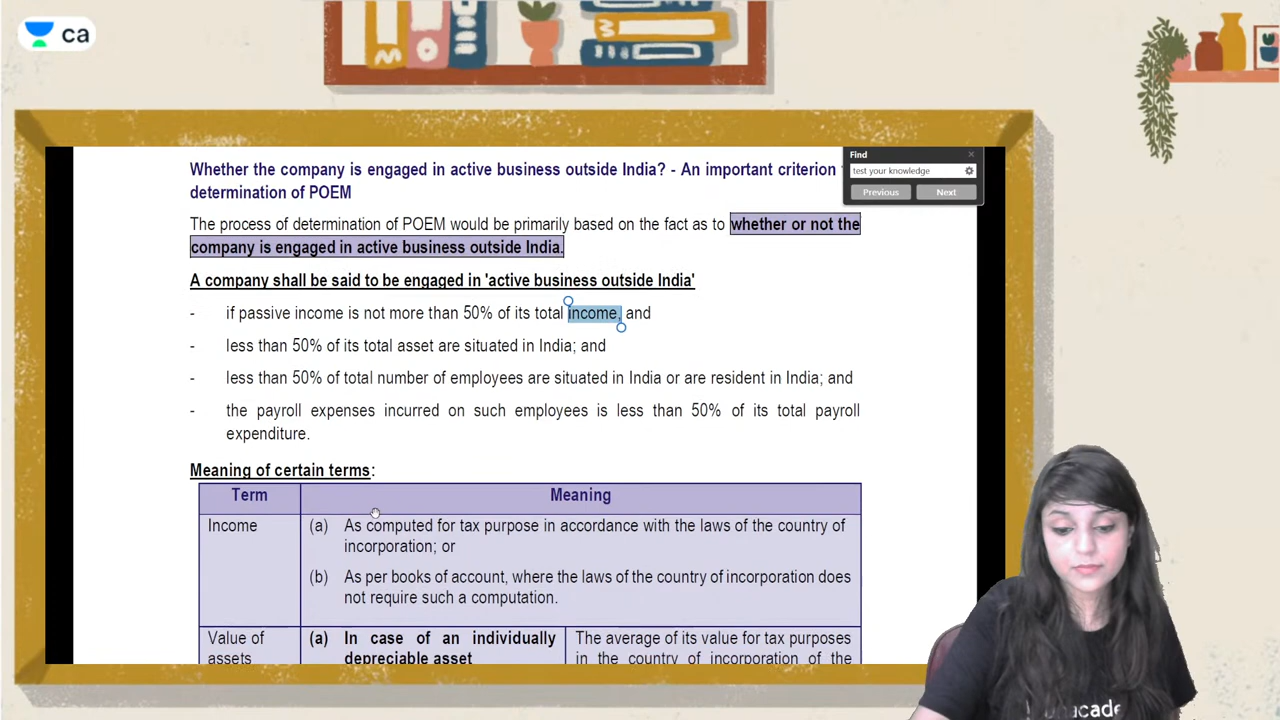 ca
Whether the company is engaged in active business outside India? - An important criterion
determination of POEM
Find
test your knowledge
Previous
Next
The process of determination of POEM would be primarily based on the fact as to whether or not the
company is engaged in active business outside India.
A company shall be said to be engaged in 'active business outside India'
- if passive income is not more than 50% of its total income, and
- less than 50% of its total asset are situated in India; and
- less than 50% of total number of employees are situated in India or are resident in India; and
- the payroll expenses incurred on such employees is less than 50% of its total payroll
expenditure.
Meaning of certain terms:
Term Meaning
Income (a) As computed for tax purpose in accordance with the laws of the country of
incorporation; or
(b) As per books of account, where the laws of the country of incorporation does
not require such a computation.
Value of (a) In case of an individually The average of its value for tax purposes
assets depreciable asset in the country of incorporation of the